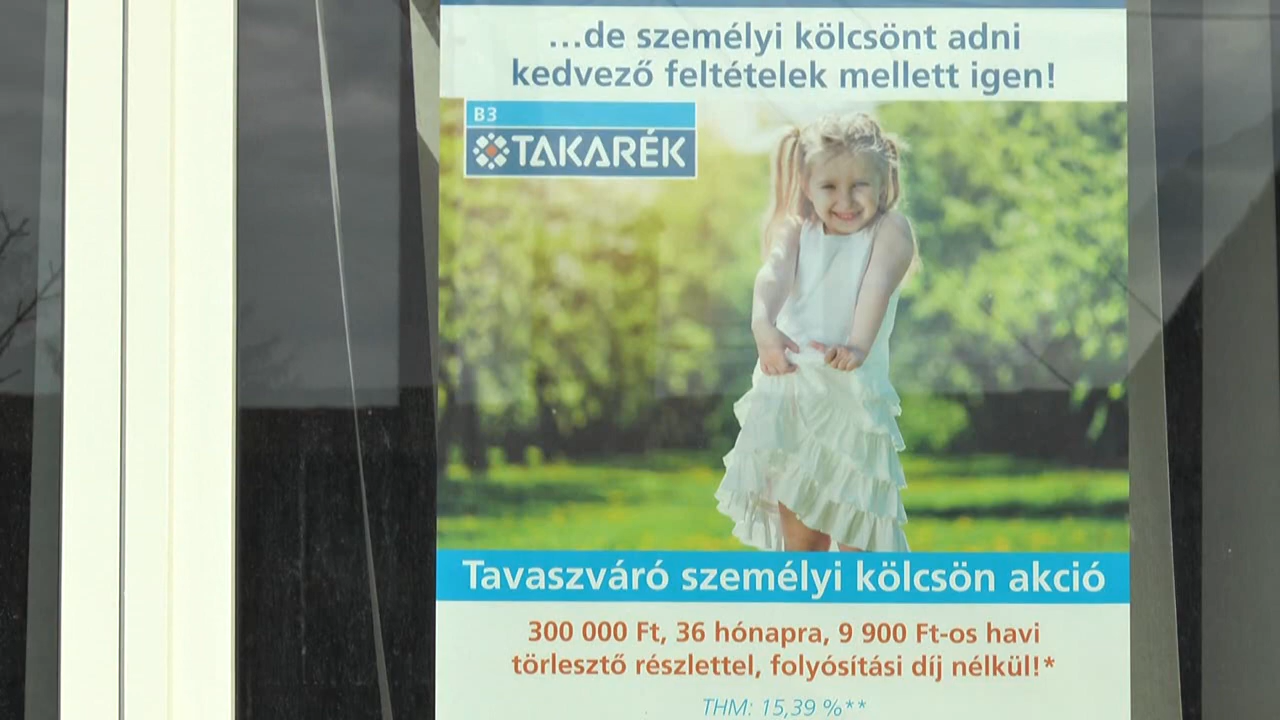 ...de személyi kölcsönt adni
kedvező feltételek mellett igen!
B3
TAKARÉK
Tavaszváró személyi kölcsön akció
300 000 Ft, 36 hónapra, 9 900 Ft-os havi
törlesztő részlettel, folyósítási díj nélkül!*
THM: 15,39 %**